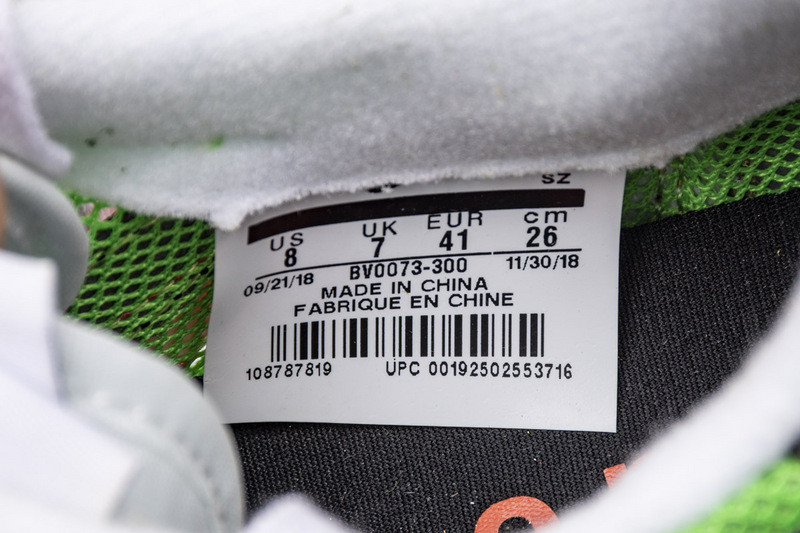 SZ
US UK EUR cm
8 7 41 26
09/21/18 BV0073-300 11/30/18
MADE IN CHINA
FABRIQUE EN CHINE
108787819 UPC 00192502553716